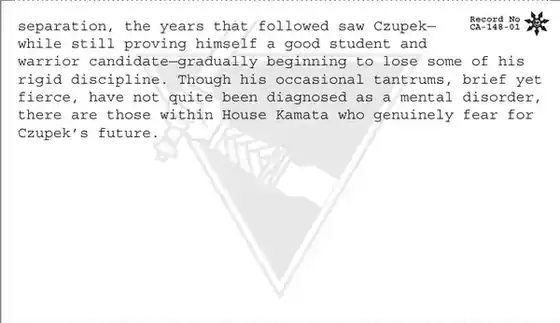 separation, the years that followed saw Czupek—
while still proving himself a good student and
warrior candidate—gradually beginning to lose some of his
rigid discipline. Though his occasional tantrums, brief yet
fierce, have not quite been diagnosed as a mental disorder,
there are those within House Kamata who genuinely fear for
Czupek’s future.
Record No
CA-148-01